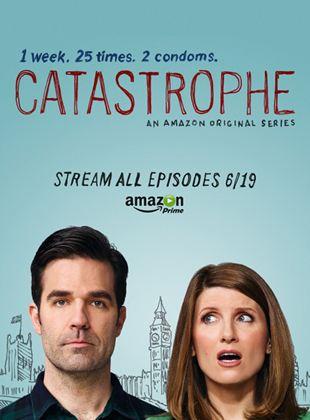 1 week. 25 times. 2 condoms.
CATASTROPHE
AN AMAZON ORIGINAL SERIES
STREAM ALL EPISODES 6/19
amazon
Prime